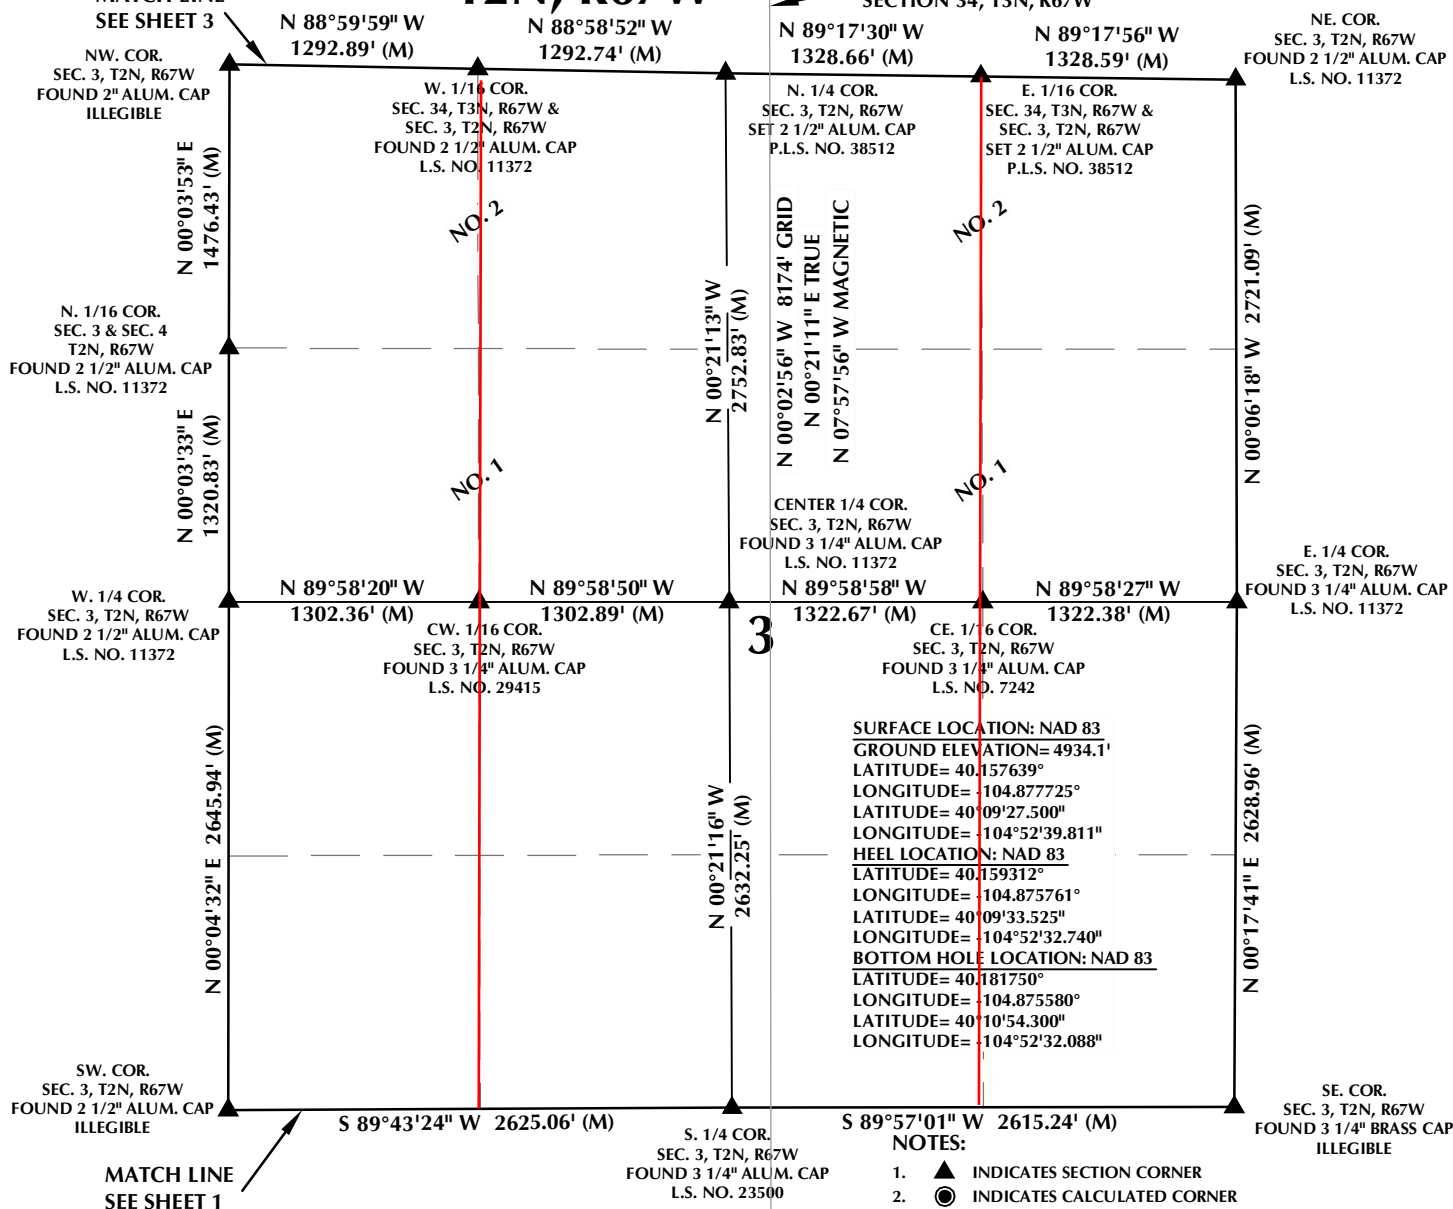 MATCH LINE
SEE SHEET 3
T2N, R67W
SECTION 34, T3N, R67W
N 88°59'59" W
1292.89' (M)
N 88°58'52" W
1292.74' (M)
N 89°17'30" W
1328.66' (M)
N 89°17'56" W
1328.59' (M)
NE. COR.
SEC. 3, T2N, R67W
FOUND 2 1/2" ALUM. CAP
L.S. NO. 11372
NW. COR.
SEC. 3, T2N, R67W
FOUND 2" ALUM. CAP
ILLEGIBLE
W. 1/16 COR.
SEC. 34, T3N, R67W &
SEC. 3, T2N, R67W
FOUND 2 1/2" ALUM. CAP
L.S. NO. 11372
N. 1/4 COR.
SEC. 3, T2N, R67W
SET 2 1/2" ALUM. CAP
P.L.S. NO. 38512
E. 1/16 COR.
SEC. 34, T3N, R67W &
SEC. 3, T2N, R67W
SET 2 1/2" ALUM. CAP
P.L.S. NO. 38512
N 00°03'53" E
1476.43' (M)
NO. 2
NO. 2
N 00°21'13" W
2752.83' (M)
N 00°02'56" W 8174' GRID
N 00°21'11" E TRUE
N 07°57'56" W MAGNETIC
N 00°06'18" W 2721.09' (M)
N. 1/16 COR.
SEC. 3 & SEC. 4
T2N, R67W
FOUND 2 1/2" ALUM. CAP
L.S. NO. 11372
N 00°03'33" E
1320.83' (M)
NO. 1
NO. 1
CENTER 1/4 COR.
SEC. 3, T2N, R67W
FOUND 3 1/4" ALUM. CAP
L.S. NO. 11372
E. 1/4 COR.
SEC. 3, T2N, R67W
FOUND 3 1/4" ALUM. CAP
L.S. NO. 11372
W. 1/4 COR.
SEC. 3, T2N, R67W
FOUND 2 1/2" ALUM. CAP
L.S. NO. 11372
N 89°58'20" W
1302.36' (M)
N 89°58'50" W
1302.89' (M)
N 89°58'58" W
1322.67' (M)
N 89°58'27" W
1322.38' (M)
CW. 1/16 COR.
SEC. 3, T2N, R67W
FOUND 3 1/4" ALUM. CAP
L.S. NO. 29415
3
CE. 1/16 COR.
SEC. 3, T2N, R67W
FOUND 3 1/4" ALUM. CAP
L.S. NO. 7242
SURFACE LOCATION: NAD 83
GROUND ELEVATION= 4934.1'
LATITUDE= 40.157639°
LONGITUDE= -104.877725°
LATITUDE= 40°09'27.500"
LONGITUDE= -104°52'39.811"
HEEL LOCATION: NAD 83
LATITUDE= 40.159312°
LONGITUDE= -104.875761°
LATITUDE= 40°09'33.525"
LONGITUDE= -104°52'32.740"
BOTTOM HOLE LOCATION: NAD 83
LATITUDE= 40.181750°
LONGITUDE= -104.875580°
LATITUDE= 40°10'54.300"
LONGITUDE= -104°52'32.088"
N 00°04'32" E 2645.94' (M)
N 00°21'16" W
2632.25' (M)
N 00°17'41" E 2628.96' (M)
SW. COR.
SEC. 3, T2N, R67W
FOUND 2 1/2" ALUM. CAP
ILLEGIBLE
S 89°43'24" W 2625.06' (M)
S 89°57'01" W 2615.24' (M)
SE. COR.
SEC. 3, T2N, R67W
FOUND 3 1/4" BRASS CAP
ILLEGIBLE
S. 1/4 COR.
SEC. 3, T2N, R67W
FOUND 3 1/4" ALUM. CAP
L.S. NO. 23500
MATCH LINE
SEE SHEET 1
NOTES:
1. INDICATES SECTION CORNER
2. INDICATES CALCULATED CORNER